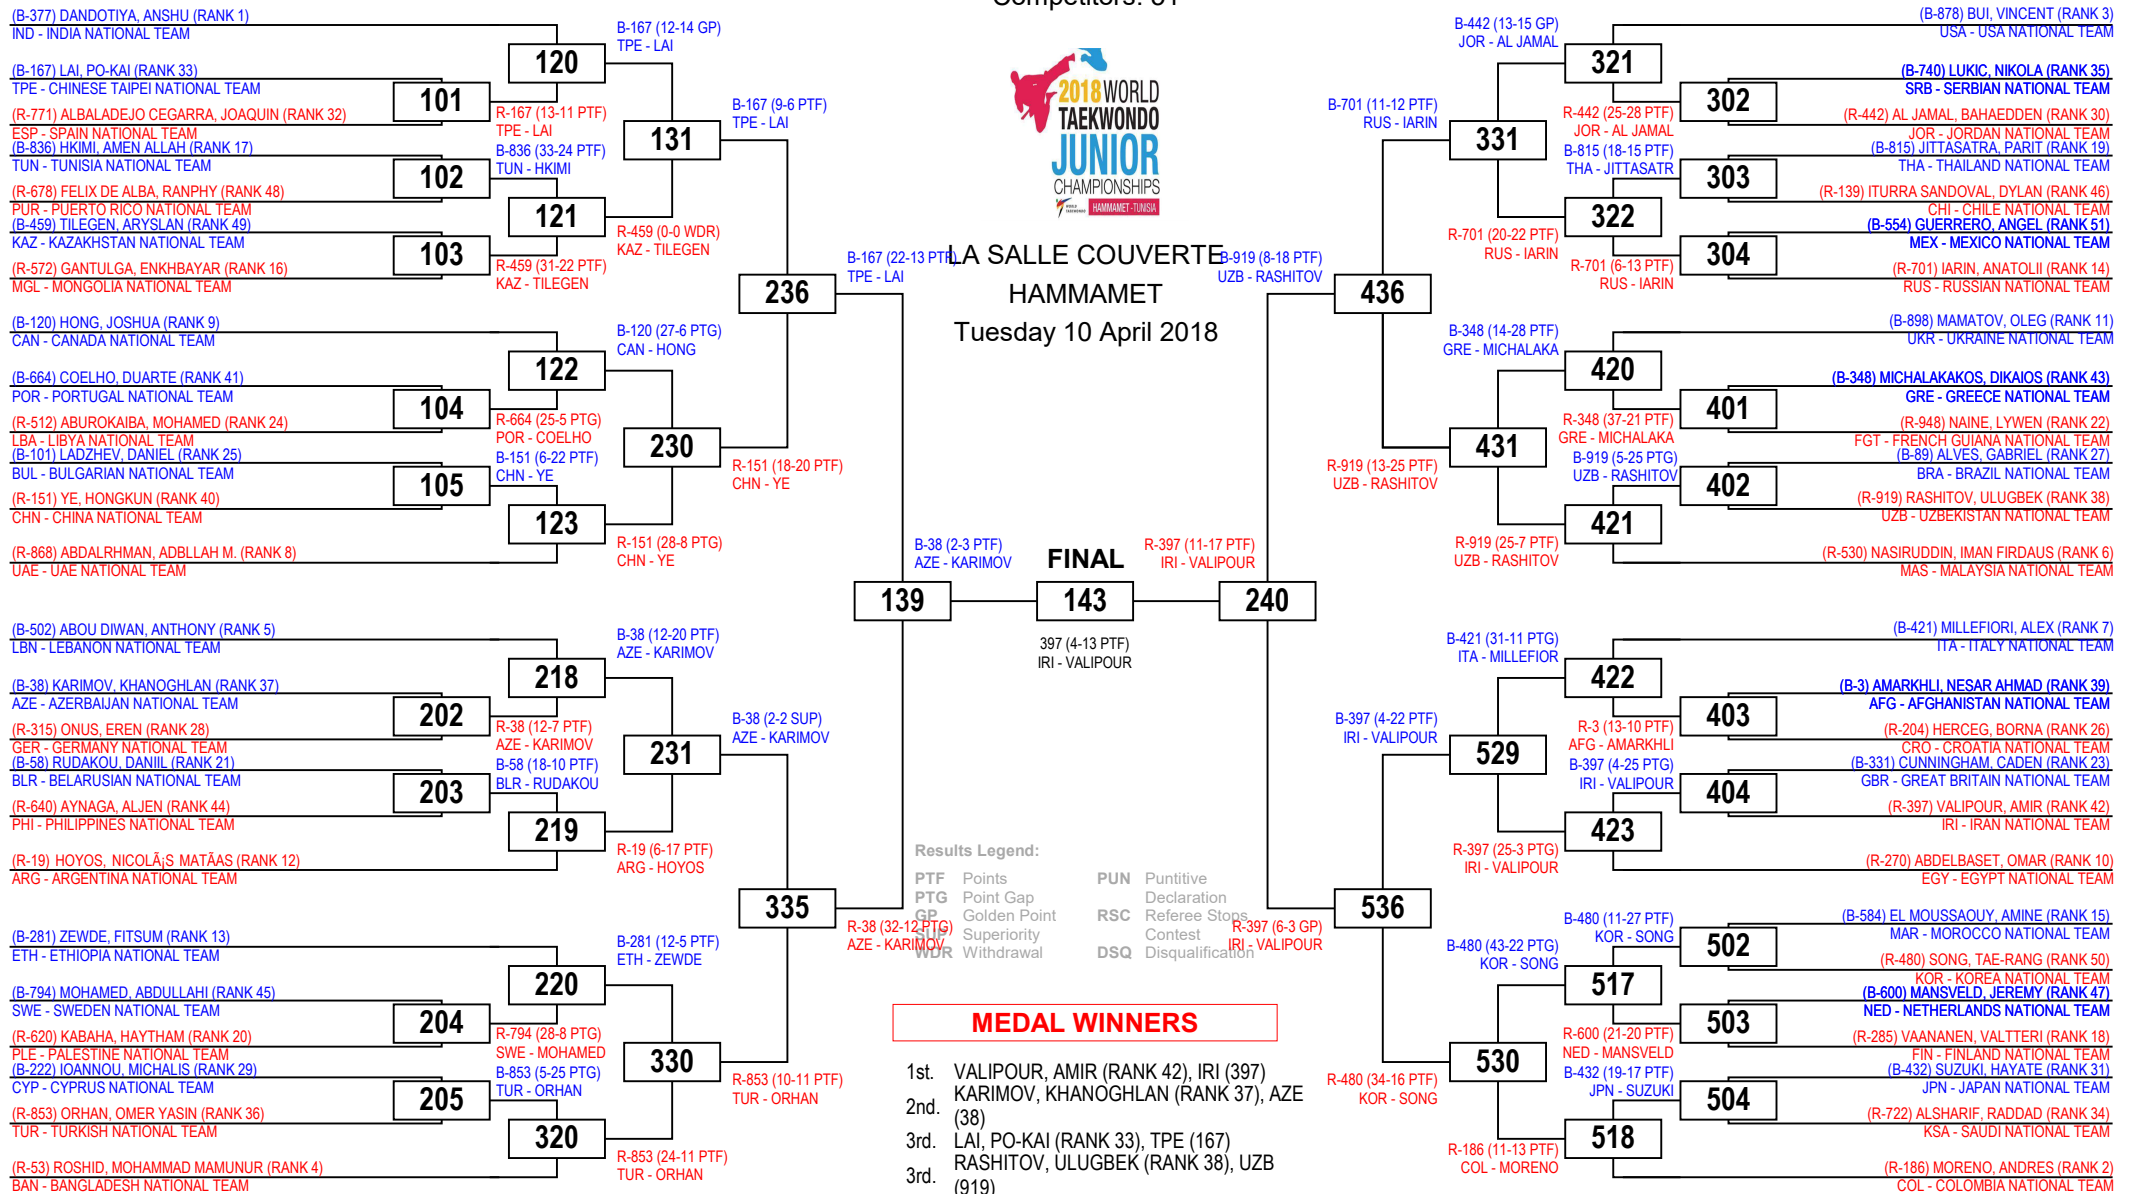 Competitors: 51
(B-377) DANDOTIYA, ANSHU (RANK 1)
IND - INDIA NATIONAL TEAM
(B-167) LAI, PO-KAI (RANK 33)
TPE - CHINESE TAIPEI NATIONAL TEAM
(R-771) ALBALADEJO CEGARRA, JOAQUIN (RANK 32)
ESP - SPAIN NATIONAL TEAM
(B-836) HKIMI, AMEN ALLAH (RANK 17)
TUN - TUNISIA NATIONAL TEAM
(R-678) FELIX DE ALBA, RANPHY (RANK 48)
PUR - PUERTO RICO NATIONAL TEAM
(B-459) TILEGEN, ARYSLAN (RANK 49)
KAZ - KAZAKHSTAN NATIONAL TEAM
(R-572) GANTULGA, ENKHBAYAR (RANK 16)
MGL - MONGOLIA NATIONAL TEAM
(B-120) HONG, JOSHUA (RANK 9)
CAN - CANADA NATIONAL TEAM
(B-664) COELHO, DUARTE (RANK 41)
POR - PORTUGAL NATIONAL TEAM
(R-512) ABUROKAIBA, MOHAMED (RANK 24)
LBA - LIBYA NATIONAL TEAM
(B-101) LADZHEV, DANIEL (RANK 25)
BUL - BULGARIAN NATIONAL TEAM
(R-151) YE, HONGKUN (RANK 40)
CHN - CHINA NATIONAL TEAM
(R-868) ABDALRHMAN, ADBLLAH M. (RANK 8)
UAE - UAE NATIONAL TEAM
(B-502) ABOU DIWAN, ANTHONY (RANK 5)
LBN - LEBANON NATIONAL TEAM
(B-38) KARIMOV, KHANOGHLAN (RANK 37)
AZE - AZERBAIJAN NATIONAL TEAM
(R-315) ONUS, EREN (RANK 28)
GER - GERMANY NATIONAL TEAM
(B-58) RUDAKOU, DANIIL (RANK 21)
BLR - BELARUSIAN NATIONAL TEAM
(R-640) AYNAGA, ALJEN (RANK 44)
PHI - PHILIPPINES NATIONAL TEAM
(R-19) HOYOS, NICOLÃ¡S MATÃAS (RANK 12)
ARG - ARGENTINA NATIONAL TEAM
(B-281) ZEWDE, FITSUM (RANK 13)
ETH - ETHIOPIA NATIONAL TEAM
(B-794) MOHAMED, ABDULLAHI (RANK 45)
SWE - SWEDEN NATIONAL TEAM
(R-620) KABAHA, HAYTHAM (RANK 20)
PLE - PALESTINE NATIONAL TEAM
(B-222) IOANNOU, MICHALIS (RANK 29)
CYP - CYPRUS NATIONAL TEAM
(R-853) ORHAN, OMER YASIN (RANK 36)
TUR - TURKISH NATIONAL TEAM
(R-53) ROSHID, MOHAMMAD MAMUNUR (RANK 4)
BAN - BANGLADESH NATIONAL TEAM
101
102
103
104
105
202
203
204
205
R-167 (13-11 PTF)
TPE - LAI
B-836 (33-24 PTF)
TUN - HKIMI
R-459 (31-22 PTF)
KAZ - TILEGEN
R-664 (25-5 PTG)
POR - COELHO
B-151 (6-22 PTF)
CHN - YE
R-38 (12-7 PTF)
AZE - KARIMOV
B-58 (18-10 PTF)
BLR - RUDAKOU
R-794 (28-8 PTG)
SWE - MOHAMED
B-853 (5-25 PTG)
TUR - ORHAN
120
121
122
123
218
219
220
320
B-167 (12-14 GP)
TPE - LAI
R-459 (0-0 WDR)
KAZ - TILEGEN
B-120 (27-6 PTG)
CAN - HONG
R-151 (28-8 PTG)
CHN - YE
B-38 (12-20 PTF)
AZE - KARIMOV
R-19 (6-17 PTF)
ARG - HOYOS
B-281 (12-5 PTF)
ETH - ZEWDE
R-853 (24-11 PTF)
TUR - ORHAN
131
230
231
330
B-167 (9-6 PTF)
TPE - LAI
R-151 (18-20 PTF)
CHN - YE
B-38 (2-2 SUP)
AZE - KARIMOV
R-853 (10-11 PTF)
TUR - ORHAN
236
335
B-167 (22-13 PTF)
TPE - LAI
R-38 (32-12 PTG)
AZE - KARIMOV
139
B-38 (2-3 PTF)
AZE - KARIMOV
2018 WORLD
TAEKWONDO
JUNIOR
CHAMPIONSHIPS
HAMMAMET - TUNISIA
LA SALLE COUVERTE
HAMMAMET
Tuesday 10 April 2018
FINAL
143
397 (4-13 PTF)
IRI - VALIPOUR
R-397 (11-17 PTF)
IRI - VALIPOUR
240
B-919 (8-18 PTF)
UZB - RASHITOV
R-397 (6-3 GP)
IRI - VALIPOUR
436
536
B-701 (11-12 PTF)
RUS - IARIN
R-919 (13-25 PTF)
UZB - RASHITOV
B-397 (4-22 PTF)
IRI - VALIPOUR
R-480 (34-16 PTF)
KOR - SONG
331
431
529
530
B-442 (13-15 GP)
JOR - AL JAMAL
R-701 (20-22 PTF)
RUS - IARIN
B-348 (14-28 PTF)
GRE - MICHALAKA
R-919 (25-7 PTF)
UZB - RASHITOV
B-421 (31-11 PTG)
ITA - MILLEFIOR
R-397 (25-3 PTG)
IRI - VALIPOUR
B-480 (43-22 PTG)
KOR - SONG
R-186 (11-13 PTF)
COL - MORENO
321
322
420
421
422
423
517
518
R-442 (25-28 PTF)
JOR - AL JAMAL
B-815 (18-15 PTF)
THA - JITTASATR
R-701 (6-13 PTF)
RUS - IARIN
R-348 (37-21 PTF)
GRE - MICHALAKA
B-919 (5-25 PTG)
UZB - RASHITOV
R-3 (13-10 PTF)
AFG - AMARKHLI
B-397 (4-25 PTG)
IRI - VALIPOUR
B-480 (11-27 PTF)
KOR - SONG
R-600 (21-20 PTF)
NED - MANSVELD
B-432 (19-17 PTF)
JPN - SUZUKI
302
303
304
401
402
403
404
502
503
504
(B-878) BUI, VINCENT (RANK 3)
USA - USA NATIONAL TEAM
(B-740) LUKIC, NIKOLA (RANK 35)
SRB - SERBIAN NATIONAL TEAM
(R-442) AL JAMAL, BAHAEDDEN (RANK 30)
JOR - JORDAN NATIONAL TEAM
(B-815) JITTASATRA, PARIT (RANK 19)
THA - THAILAND NATIONAL TEAM
(R-139) ITURRA SANDOVAL, DYLAN (RANK 46)
CHI - CHILE NATIONAL TEAM
(B-554) GUERRERO, ANGEL (RANK 51)
MEX - MEXICO NATIONAL TEAM
(R-701) IARIN, ANATOLII (RANK 14)
RUS - RUSSIAN NATIONAL TEAM
(B-898) MAMATOV, OLEG (RANK 11)
UKR - UKRAINE NATIONAL TEAM
(B-348) MICHALAKAKOS, DIKAIOS (RANK 43)
GRE - GREECE NATIONAL TEAM
(R-948) NAINE, LYWEN (RANK 22)
FGT - FRENCH GUIANA NATIONAL TEAM
(B-89) ALVES, GABRIEL (RANK 27)
BRA - BRAZIL NATIONAL TEAM
(R-919) RASHITOV, ULUGBEK (RANK 38)
UZB - UZBEKISTAN NATIONAL TEAM
(R-530) NASIRUDDIN, IMAN FIRDAUS (RANK 6)
MAS - MALAYSIA NATIONAL TEAM
(B-421) MILLEFIORI, ALEX (RANK 7)
ITA - ITALY NATIONAL TEAM
(B-3) AMARKHLI, NESAR AHMAD (RANK 39)
AFG - AFGHANISTAN NATIONAL TEAM
(R-204) HERCEG, BORNA (RANK 26)
CRO - CROATIA NATIONAL TEAM
(B-331) CUNNINGHAM, CADEN (RANK 23)
GBR - GREAT BRITAIN NATIONAL TEAM
(R-397) VALIPOUR, AMIR (RANK 42)
IRI - IRAN NATIONAL TEAM
(R-270) ABDELBASET, OMAR (RANK 10)
EGY - EGYPT NATIONAL TEAM
(B-584) EL MOUSSAOUY, AMINE (RANK 15)
MAR - MOROCCO NATIONAL TEAM
(R-480) SONG, TAE-RANG (RANK 50)
KOR - KOREA NATIONAL TEAM
(B-600) MANSVELD, JEREMY (RANK 47)
NED - NETHERLANDS NATIONAL TEAM
(R-285) VAANANEN, VALTTERI (RANK 18)
FIN - FINLAND NATIONAL TEAM
(B-432) SUZUKI, HAYATE (RANK 31)
JPN - JAPAN NATIONAL TEAM
(R-722) ALSHARIF, RADDAD (RANK 34)
KSA - SAUDI NATIONAL TEAM
(R-186) MORENO, ANDRES (RANK 2)
COL - COLOMBIA NATIONAL TEAM
Results Legend:
PTF Points
PTG Point Gap
GP Golden Point
SUP Superiority
WDR Withdrawal
PUN Puntitive
Declaration
RSC Referee Stops
Contest
DSQ Disqualification
MEDAL WINNERS
1st. VALIPOUR, AMIR (RANK 42), IRI (397)
2nd. KARIMOV, KHANOGHLAN (RANK 37), AZE
(38)
3rd. LAI, PO-KAI (RANK 33), TPE (167)
3rd. RASHITOV, ULUGBEK (RANK 38), UZB
(919)